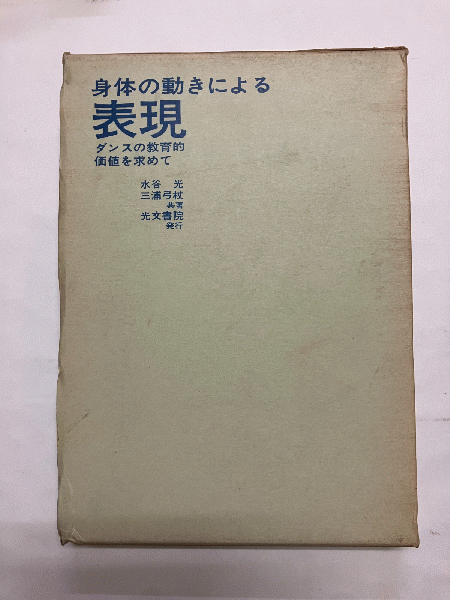 身体の動きによる
表現
ダンスの教育的
価値を求めて
水谷 光
三浦弓杖
共著
光文書院
発行